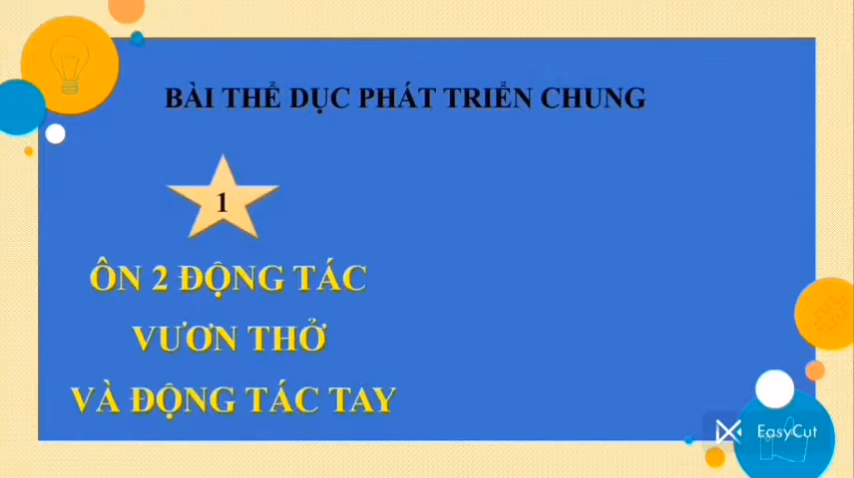 BÀI THỂ DỤC PHÁT TRIỂN CHUNG
1
ÔN 2 ĐỘNG TÁC
VƯƠN THỞ
VÀ ĐỘNG TÁC TAY
EasyCut